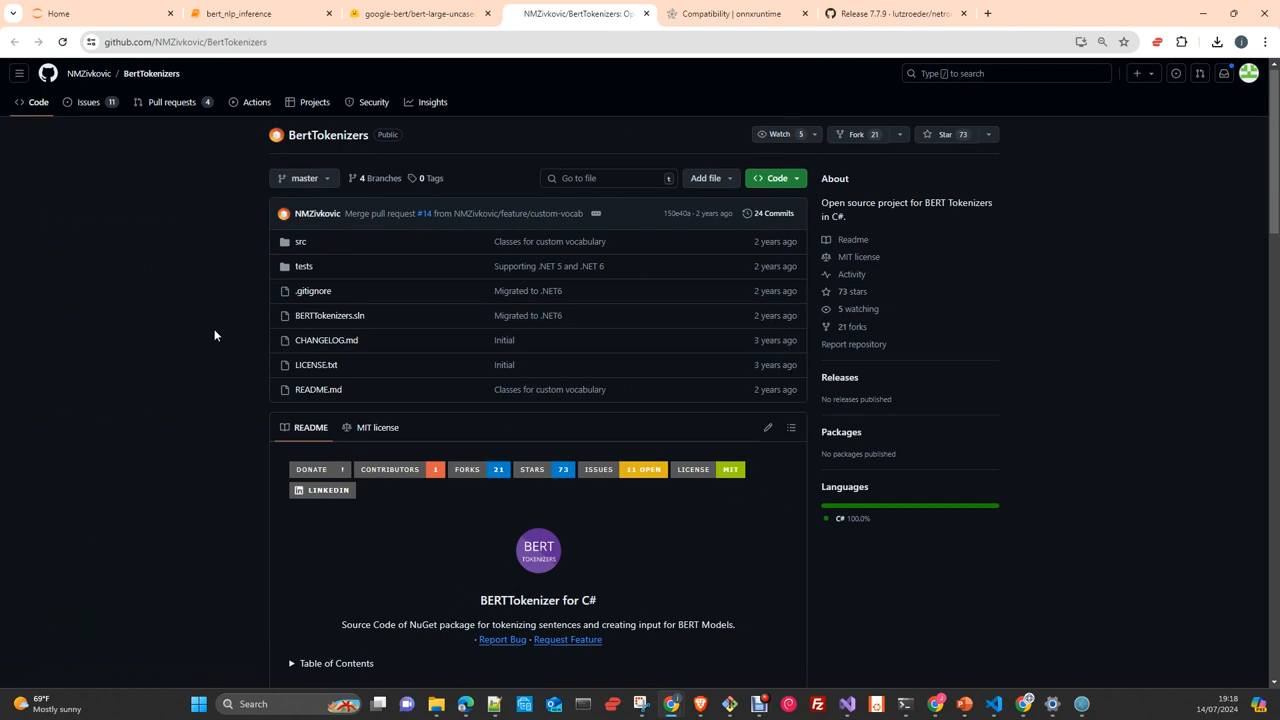 Home
bert_nlp_inference
google-bert/bert-large-uncase
NMZivkovic/BertTokenizers: Op
Compatibility | onnxruntime
Release 7.7.9 - lutzroeder/netro
github.com/NMZivkovic/BertTokenizers
NMZivkovic / BertTokenizers
Type / to search
Code
Issues 11
Pull requests 4
Actions
Projects
Security
Insights
BertTokenizers Public
Watch 5
Fork 21
Star 73
master
4 Branches
0 Tags
Go to file t
Add file
Code
NMZivkovic Merge pull request #14 from NMZivkovic/feature/custom-vocab 150e40a · 2 years ago 24 Commits
src Classes for custom vocabulary 2 years ago
tests Supporting .NET 5 and .NET 6 2 years ago
.gitignore Migrated to .NET6 2 years ago
BERTTokenizers.sln Migrated to .NET6 2 years ago
CHANGELOG.md Initial 3 years ago
LICENSE.txt Initial 3 years ago
README.md Classes for custom vocabulary 2 years ago
README
MIT license
DONATE ! CONTRIBUTORS 1 FORKS 21 STARS 73 ISSUES 11 OPEN LICENSE MIT
LINKEDIN
BERT
TOKENIZERS
BERTTokenizer for C#
Source Code of NuGet package for tokenizing sentences and creating input for BERT Models.
· Report Bug · Request Feature
Table of Contents
About
Open source project for BERT Tokenizers
in C#.
Readme
MIT license
Activity
73 stars
5 watching
21 forks
Report repository
Releases
No releases published
Packages
No packages published
Languages
C# 100.0%
69°F
Mostly sunny
Search
19:18
14/07/2024